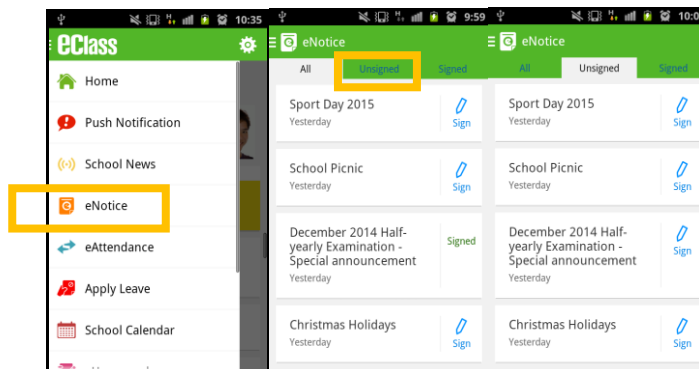 10:35
eClass
Home
Push Notification
School News
eNotice
eAttendance
Apply Leave
School Calendar
H
9:59
eNotice
All
Unsigned
Signed
Sport Day 2015
Yesterday
Sign
School Picnic
Yesterday
Sign
December 2014 Half-
yearly Examination -
Special announcement
Yesterday
Signed
Christmas Holidays
Yesterday
Sign
H
10:0
eNotice
All
Unsigned
Signed
Sport Day 2015
Yesterday
Sign
School Picnic
Yesterday
Sign
December 2014 Half-
yearly Examination -
Special announcement
Yesterday
Sign
Christmas Holidays
Yesterday
Sign